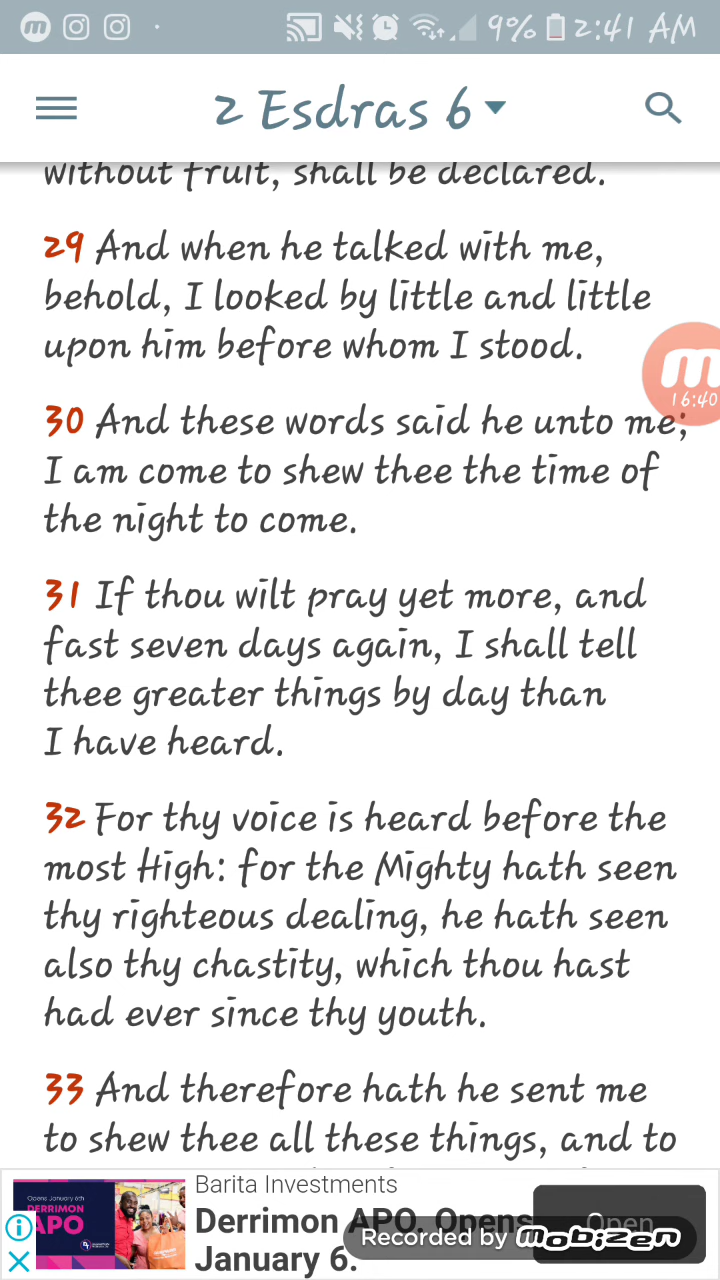 m
9% 2:41 AM
2 Esdras 6
without fruit, shall be declared.
29 And when he talked with me,
behold, I looked by little and little
upon him before whom I stood.
m
16:40
30 And these words said he unto me;
I am come to shew thee the time of
the night to come.
31 If thou wilt pray yet more, and
fast seven days again, I shall tell
thee greater things by day than
I have heard.
32 For thy voice is heard before the
most High: for the Mighty hath seen
thy righteous dealing, he hath seen
also thy chastity, which thou hast
had ever since thy youth.
33 And therefore hath he sent me
to shew thee all these things, and to
Opens January 6th
DERRIMON
APO
Barita Investments
Derrimon APO. Opens
January 6.
Open
Recorded by mobizen